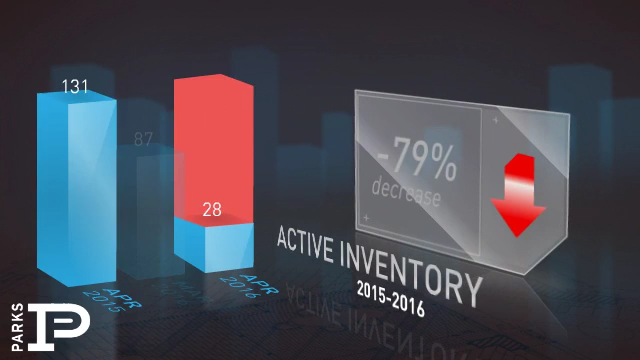 131
87
28
APR
2015
APR
2016
-79%
decrease
ACTIVE INVENTORY
2015-2016
PARKS
P